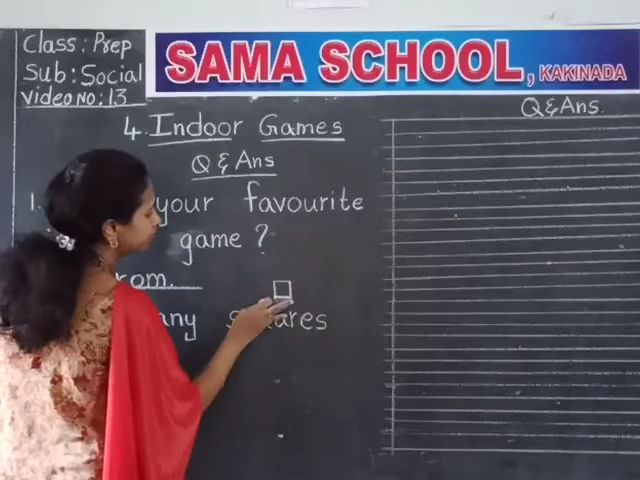 Class: Prep
Sub: Social
Video No: 13
SAMA SCHOOL, KAKINADA
4. Indoor Games
Q & Ans
Q & Ans.
1. your favourite
game ?
rom.
any